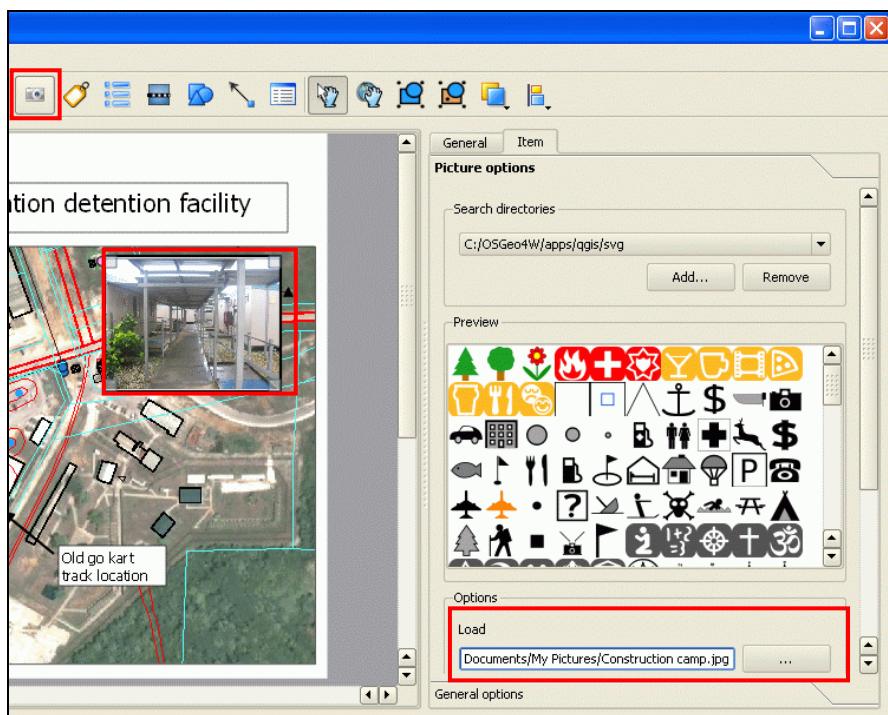 General
Item
Picture options
ation detention facility
Search directories
C:/OSGeo4W/apps/qgis/svg
Add...
Remove
Preview
$
$
?
P
Old go kart
track location
Options
Load
Documents/My Pictures/Construction camp.jpg
...
General options